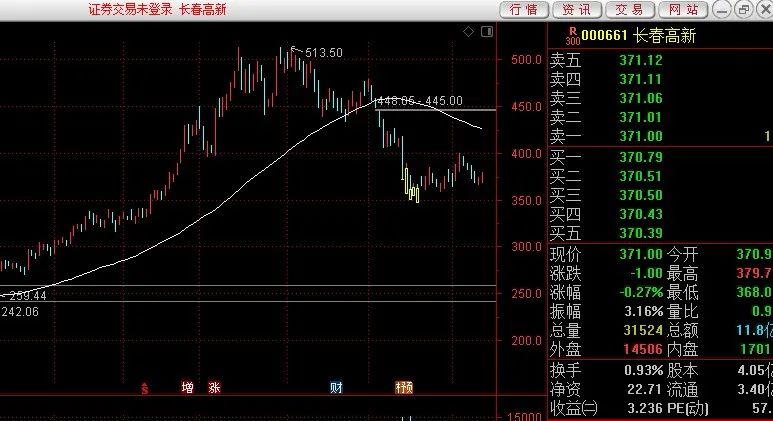 证券交易未登录 长春高新
行情 资讯 交易 网站
R 300 000661 长春高新
卖五 371.12
卖四 371.11
卖三 371.06
卖二 371.01
卖一 371.00 1
买一 370.79
买二 370.51
买三 370.50
买四 370.43
买五 370.39
现价 371.00 今开 370.9
涨跌 -1.00 最高 379.7
涨幅 -0.27% 最低 368.0
振幅 3.16% 量比 0.9
总量 31524 总额 11.8亿
外盘 14506 内盘 1701
换手 0.93% 股本 4.05亿
净资 22.71 流通 3.40亿
收益㈡ 3.236 PE(动) 57.
513.50
448.05 - 445.00
259.44
242.06
500.0
450.0
400.0
350.0
300.0
250.0
200.0
15000
S 增 涨 财 预